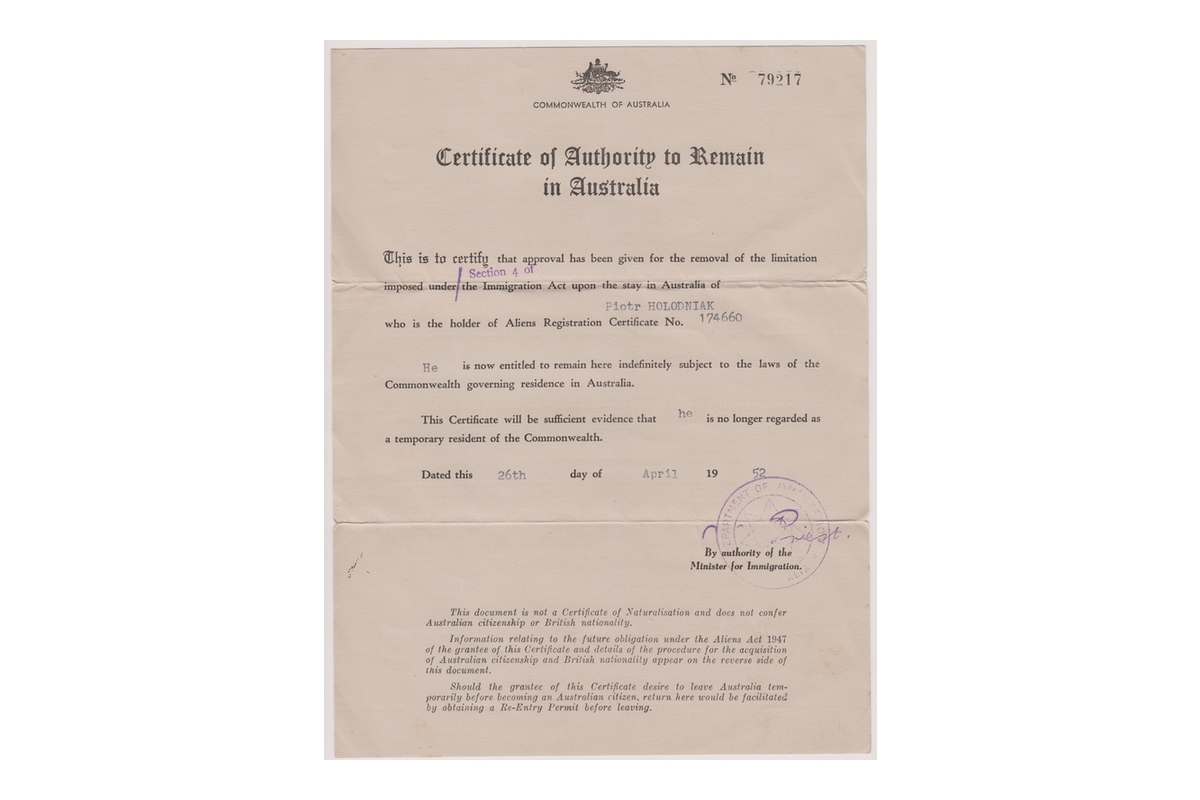 Nº 79217
COMMONWEALTH OF AUSTRALIA
Certificate of Authority to Remain
in Australia
This is to certify that approval has been given for the removal of the limitation
Section 4 of
imposed under / the Immigration Act upon the stay in Australia of
Piotr HOLODNIAK
who is the holder of Aliens Registration Certificate No. 174660
He is now entitled to remain here indefinitely subject to the laws of the
Commonwealth governing residence in Australia.
This Certificate will be sufficient evidence that he is no longer regarded as
a temporary resident of the Commonwealth.
Dated this 26th day of April 19 52
DEPARTMENT OF IMMIGRATION
Priest.
By authority of the
Minister for Immigration.
This document is not a Certificate of Naturalisation and does not confer
Australian citizenship or British nationality.
Information relating to the future obligation under the Aliens Act 1947
of the grantee of this Certificate and details of the procedure for the acquisition
of Australian citizenship and British nationality appear on the reverse side of
this document.
Should the grantee of this Certificate desire to leave Australia tem-
porarily before becoming an Australian citizen, return here would be facilitated
by obtaining a Re-Entry Permit before leaving.